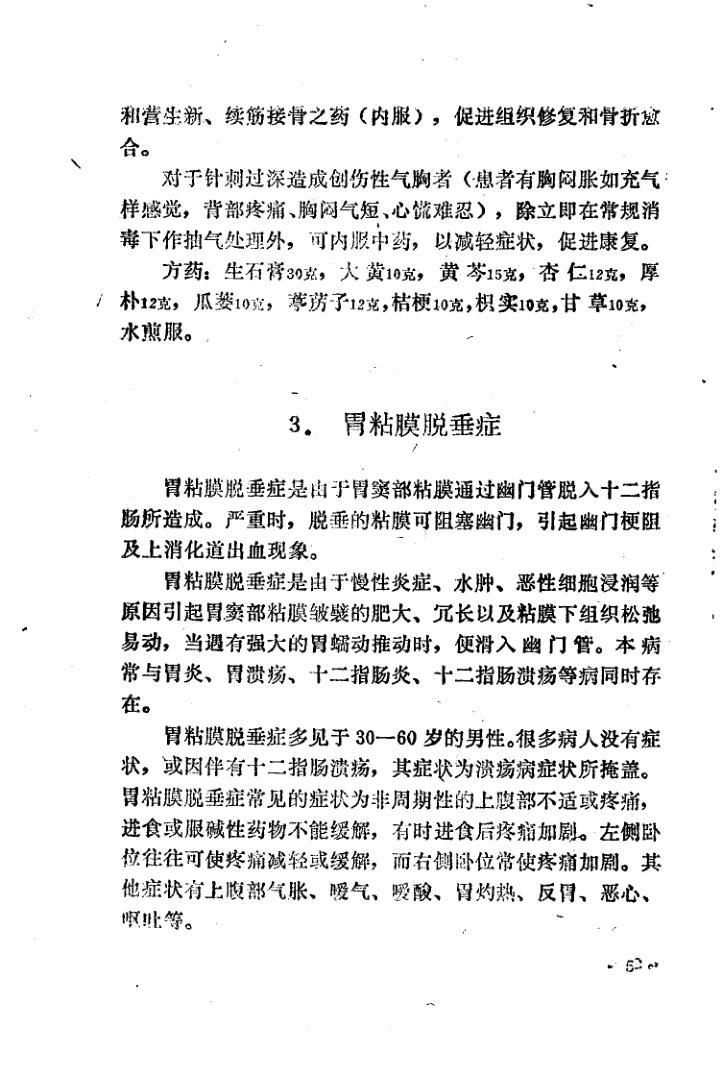 和营生新、续筋接骨之药（内服），促进组织修复和骨折愈
合。
对于针刺过深造成创伤性气胸者（患者有胸闷胀如充气
样感觉，背部疼痛、胸闷气短、心慌难忍），除立即在常规消
毒下作抽气处理外，可内服中药，以减轻症状，促进康复。
方药：生石膏30克，大黄10克，黄芩15克，杏仁12克，厚
朴12克，瓜蒌10克，葶苈子12克，桔梗10克，枳实10克，甘草10克，
水煎服。
3．胃粘膜脱垂症
胃粘膜脱垂症是由于胃窦部粘膜通过幽门管脱入十二指
肠所造成。严重时，脱垂的粘膜可阻塞幽门，引起幽门梗阻
及上消化道出血现象。
胃粘膜脱垂症是由于慢性炎症、水肿、恶性细胞浸润等
原因引起胃窦部粘膜皱襞的肥大、冗长以及粘膜下组织松弛
易动，当遇有强大的胃蠕动推动时，便滑入幽门管。本病
常与胃炎、胃溃疡、十二指肠炎、十二指肠溃疡等病同时存
在。
胃粘膜脱垂症多见于30—60岁的男性。很多病人没有症
状，或因伴有十二指肠溃疡，其症状为溃疡病症状所掩盖。
胃粘膜脱垂症常见的症状为非周期性的上腹部不适或疼痛，
进食或服碱性药物不能缓解，有时进食后疼痛加剧。左侧卧
位往往可使疼痛减轻或缓解，而右侧卧位常使疼痛加剧。其
他症状有上腹部气胀、嗳气、嗳酸、胃灼热、反胃、恶心、
呕吐等。